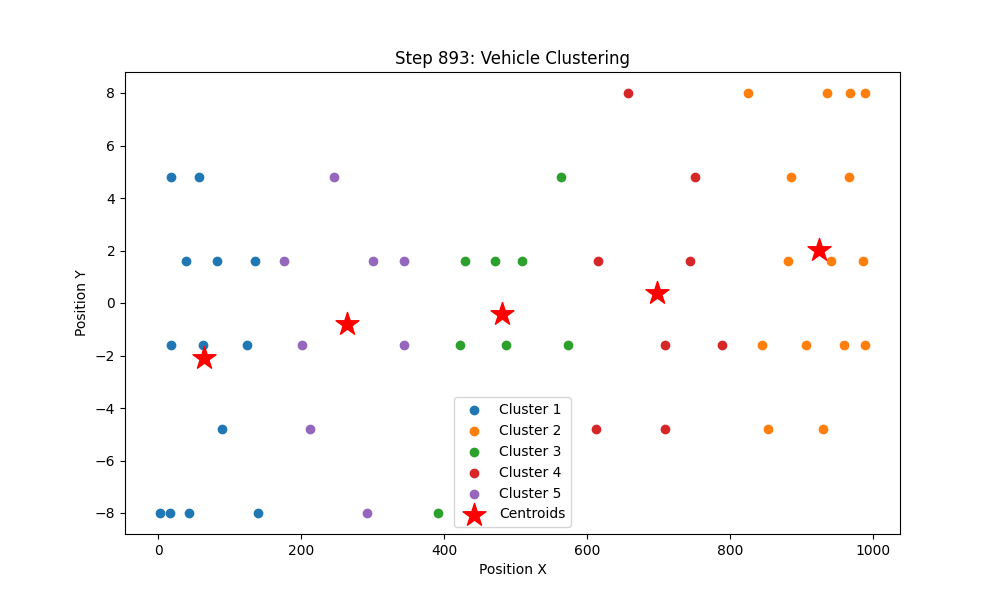 Step 893: Vehicle Clustering
Position Y
8
6
4
2
0
−2
−4
−6
−8
Cluster 1
Cluster 2
Cluster 3
Cluster 4
Cluster 5
Centroids
0
200
400
600
800
1000
Position X